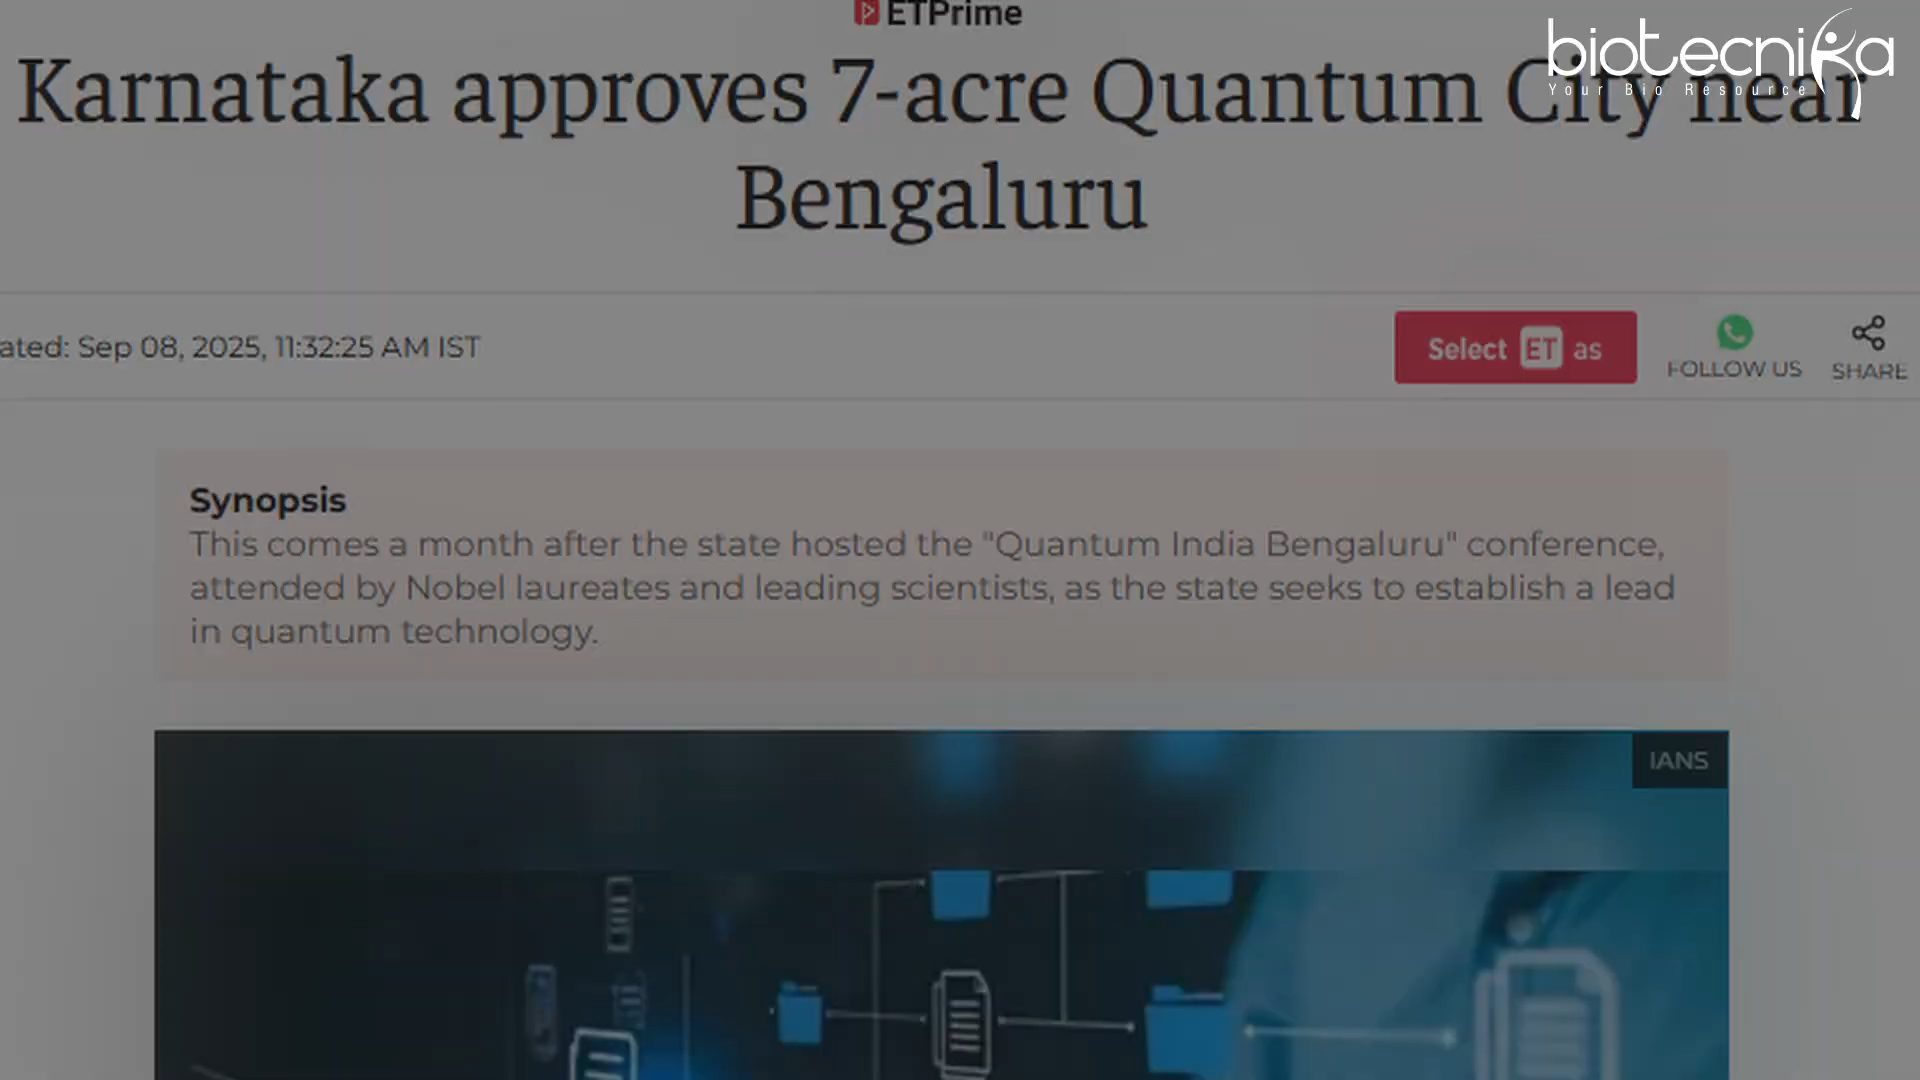 ETPrime
biotecnika
Your Bio Resource
Karnataka approves 7-acre Quantum City near
Bengaluru
ated: Sep 08, 2025, 11:32:25 AM IST
Select ET as
FOLLOW US
SHARE
Synopsis
This comes a month after the state hosted the "Quantum India Bengaluru" conference,
attended by Nobel laureates and leading scientists, as the state seeks to establish a lead
in quantum technology.
IANS